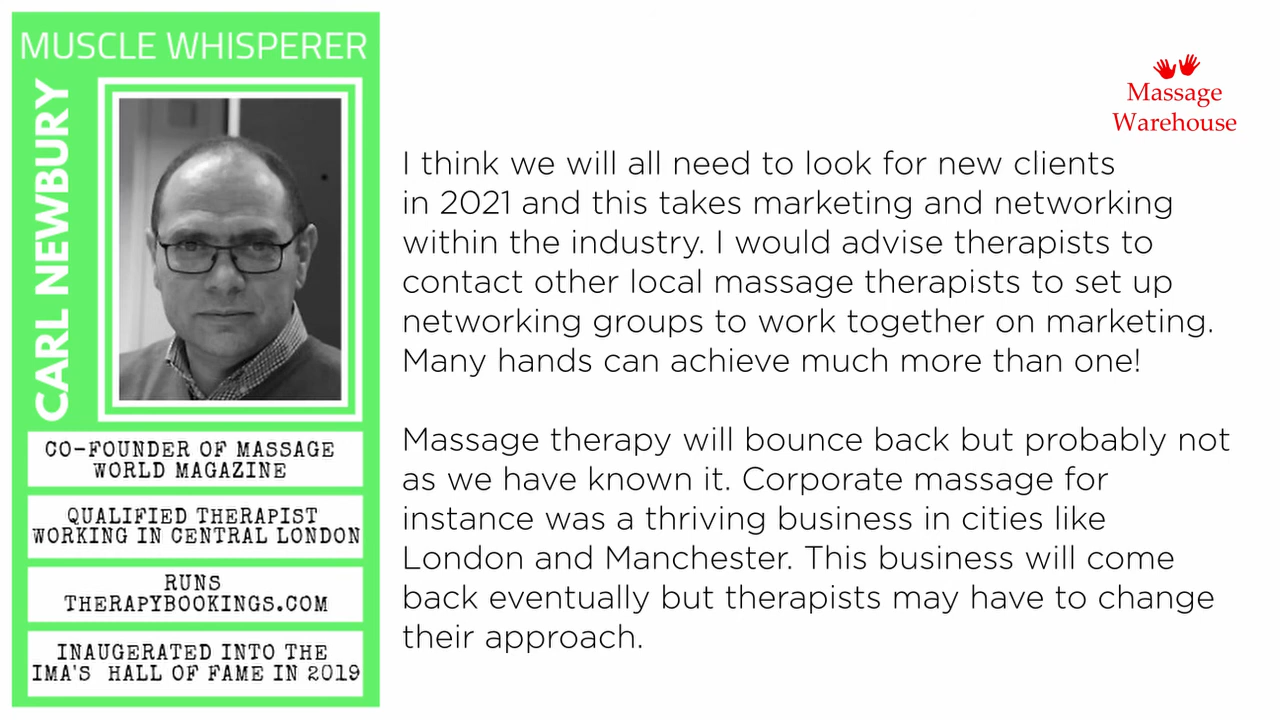 MUSCLE WHISPERER
CARL NEWBURY
CO-FOUNDER OF MASSAGE
WORLD MAGAZINE
QUALIFIED THERAPIST
WORKING IN CENTRAL LONDON
RUNS
THERAPYBOOKINGS.COM
INAUGERATED INTO THE
IMA'S HALL OF FAME IN 2019
Massage
Warehouse
I think we will all need to look for new clients
in 2021 and this takes marketing and networking
within the industry. I would advise therapists to
contact other local massage therapists to set up
networking groups to work together on marketing.
Many hands can achieve much more than one!
Massage therapy will bounce back but probably not
as we have known it. Corporate massage for
instance was a thriving business in cities like
London and Manchester. This business will come
back eventually but therapists may have to change
their approach.